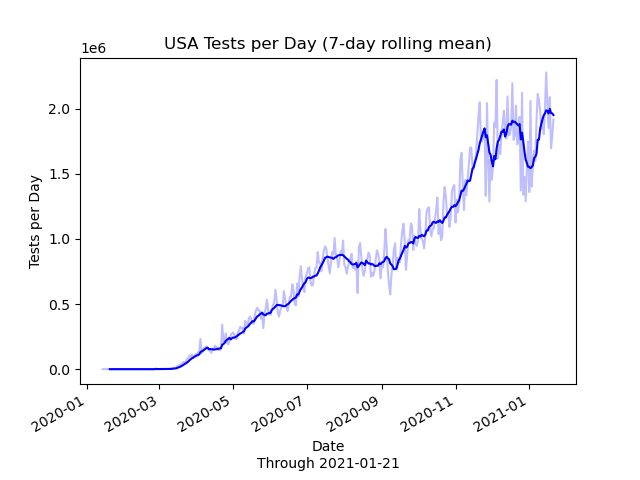 USA Tests per Day (7-day rolling mean)
1e6
2.0
1.5
1.0
0.5
0.0
Tests per Day
2020-01
2020-03
2020-05
2020-07
2020-09
2020-11
2021-01
Date
Through 2021-01-21